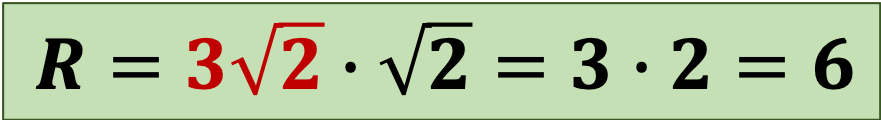 R = 3√2 · √2 = 3 · 2 = 6